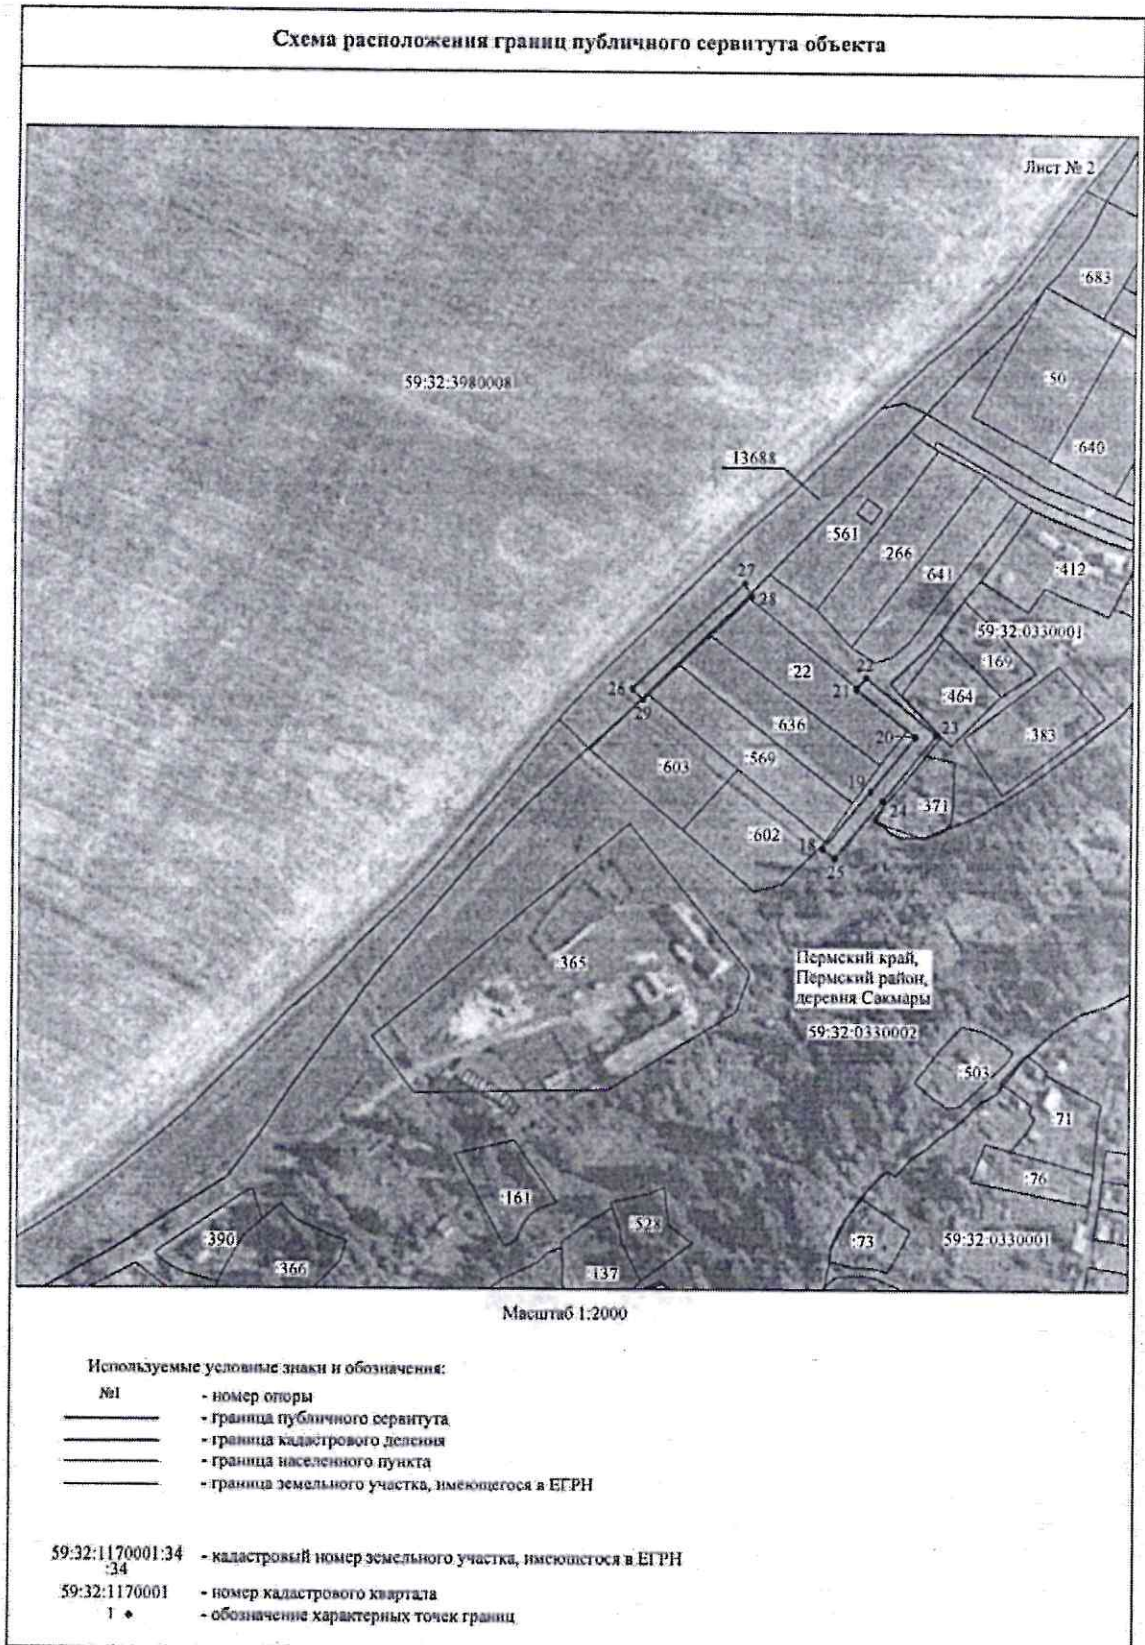 Схема расположения границ публичного сервитута объекта
Лист № 2
:683
59:32:3980008
:50
:640
13688
:561
:266
:641
:412
27
28
59:32:0330001
:169
:22
22
21
:464
26
29
:636
20
23
:383
:603
:569
19
24
:371
:602
18
25
:365
Пермский край,
Пермский район,
деревня Сакмары
59:32:0330002
:503
:71
:76
:161
:528
:390
:73
59:32:0330001
:366
:137
Масштаб 1:2000
Используемые условные знаки и обозначения:
№1 - номер опоры
- граница публичного сервитута
- граница кадастрового деления
- граница населенного пункта
- граница земельного участка, имеющегося в ЕГРН
59:32:1170001:34 - кадастровый номер земельного участка, имеющегося в ЕГРН
:34
59:32:1170001 - номер кадастрового квартала
1 - обозначение характерных точек границ